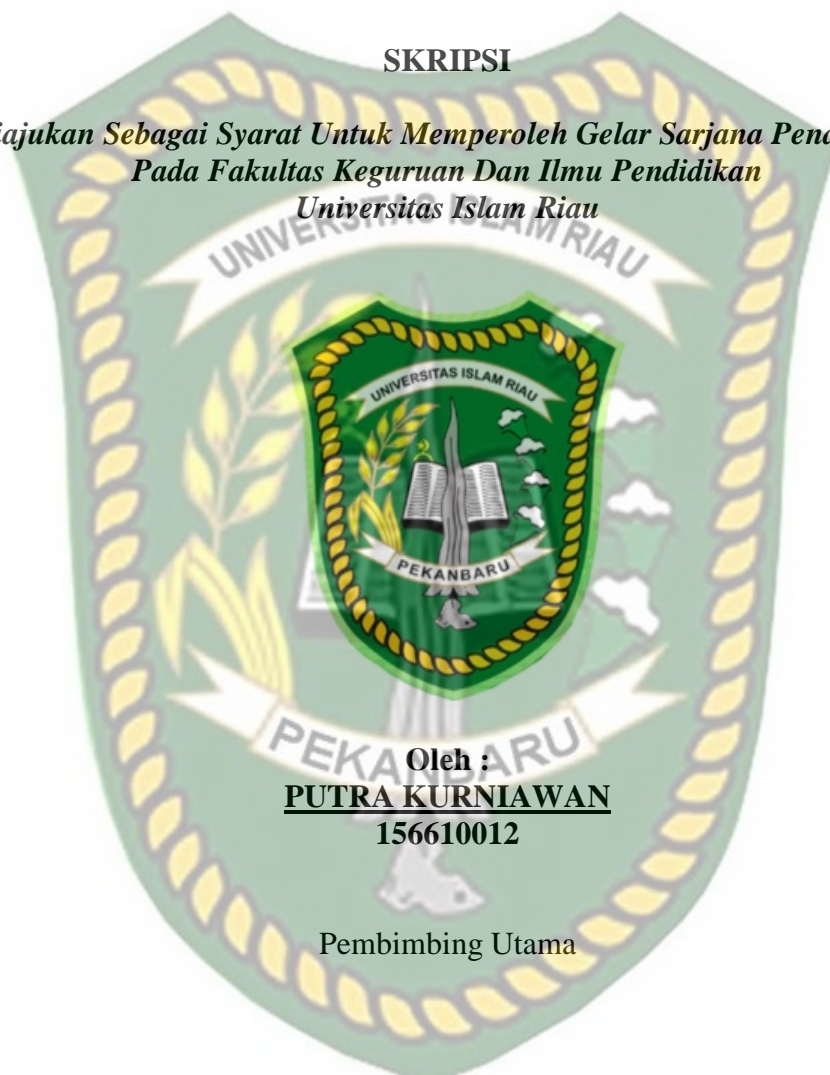 SKRIPSI
iajukan Sebagai Syarat Untuk Memperoleh Gelar Sarjana Pend
Pada Fakultas Keguruan Dan Ilmu Pendidikan
Universitas Islam Riau
UNIVERSITAS ISLAM RIAU
UNIVERSITAS ISLAM RIAU
PEKANBARU
PEKANBARU
Oleh :
PUTRA KURNIAWAN
156610012
Pembimbing Utama